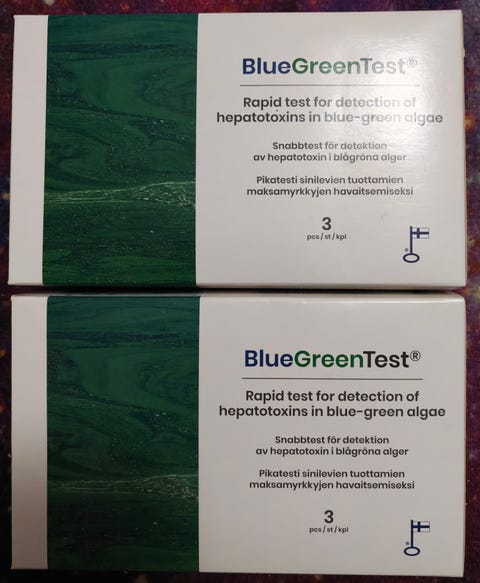 BlueGreenTest®
Rapid test for detection of
hepatotoxins in blue-green algae
Snabbtest för detektion
av hepatotoxin i blågröna alger
Pikatesti sinilevien tuottamien
maksamyrkkyjen havaitsemiseksi
3
pcs / st / kpl
®
BlueGreenTest®
Rapid test for detection of
hepatotoxins in blue-green algae
Snabbtest för detektion
av hepatotoxin i blågröna alger
Pikatesti sinilevien tuottamien
maksamyrkkyjen havaitsemiseksi
3
pcs / st / kpl
®